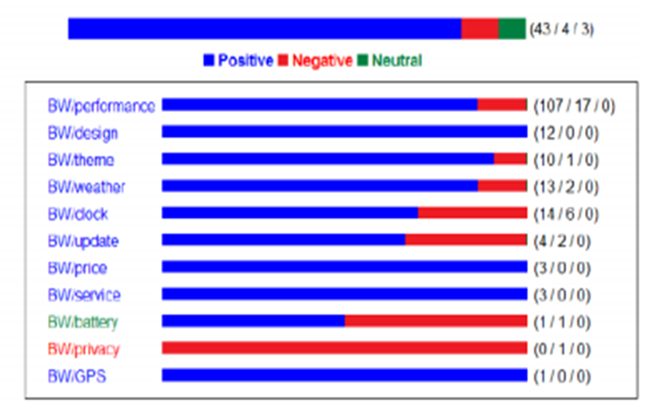 (43 / 4 / 3)
Positive Negative Neutral
BW/performance (107 / 17 / 0)
BW/design (12 / 0 / 0)
BW/theme (10 / 1 / 0)
BW/weather (13 / 2 / 0)
BW/clock (14 / 6 / 0)
BW/update (4 / 2 / 0)
BW/price (3 / 0 / 0)
BW/service (3 / 0 / 0)
BW/battery (1 / 1 / 0)
BW/privacy (0 / 1 / 0)
BW/GPS (1 / 0 / 0)